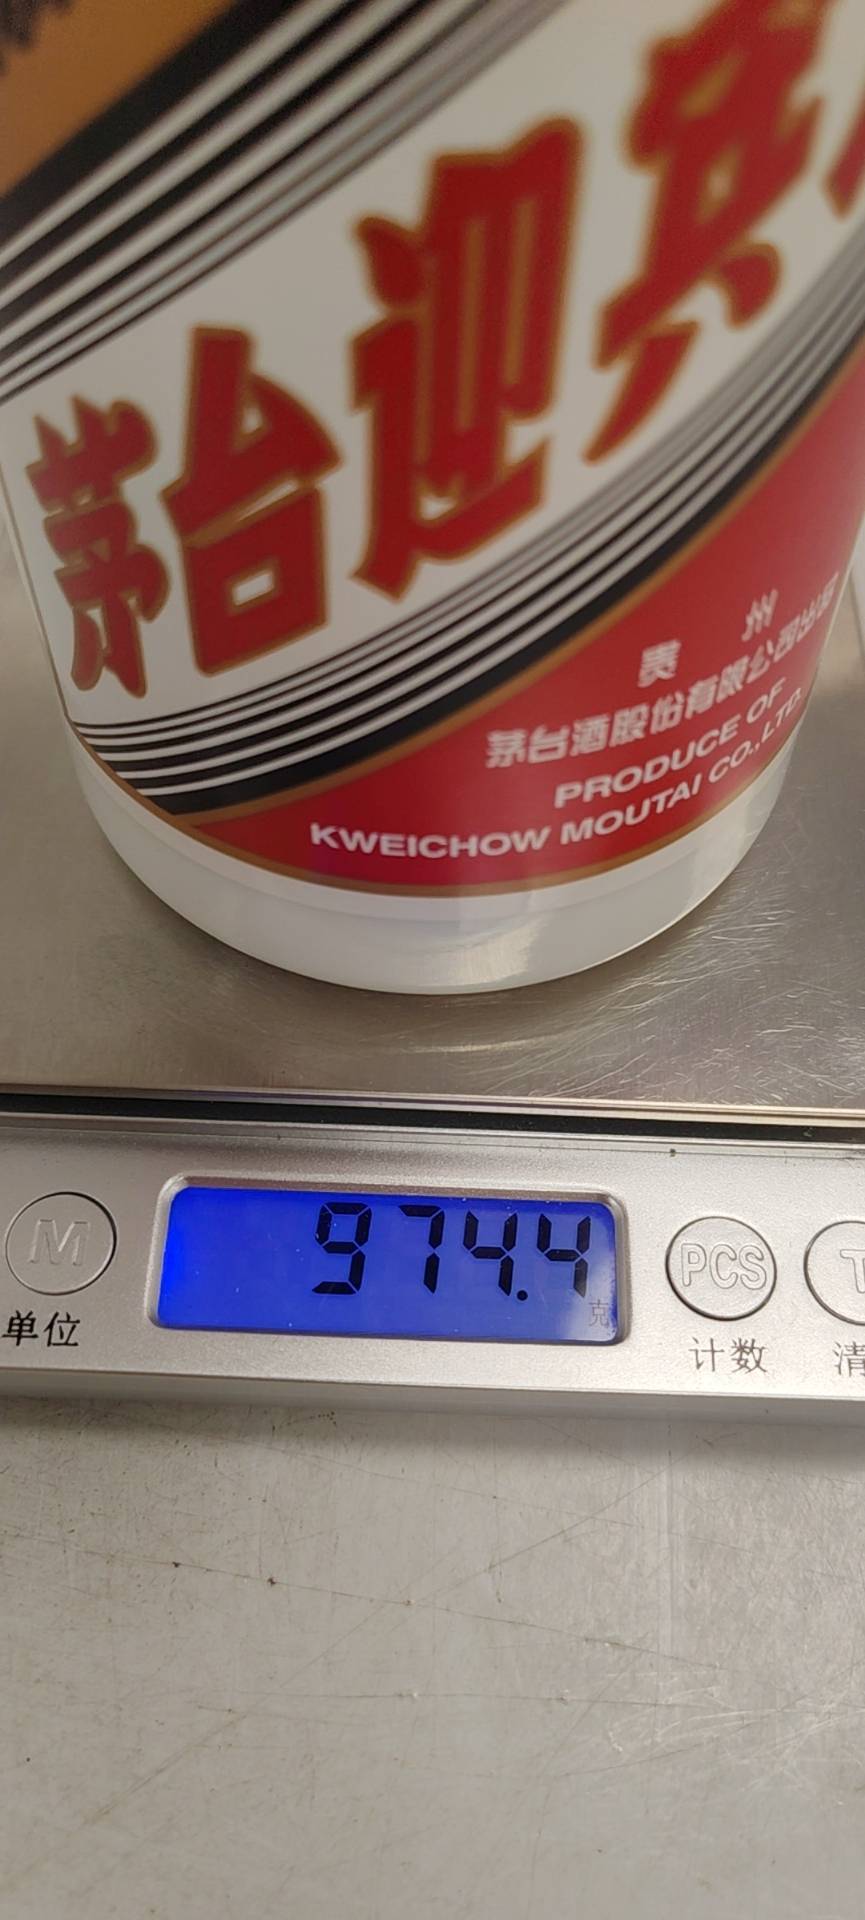 茅台迎宾
贵州
茅台酒股份有限公司出品
PRODUCE OF
KWEICHOW MOUTAI CO.,LTD.
974.4
克
M
单位
PCS
计数
T
清